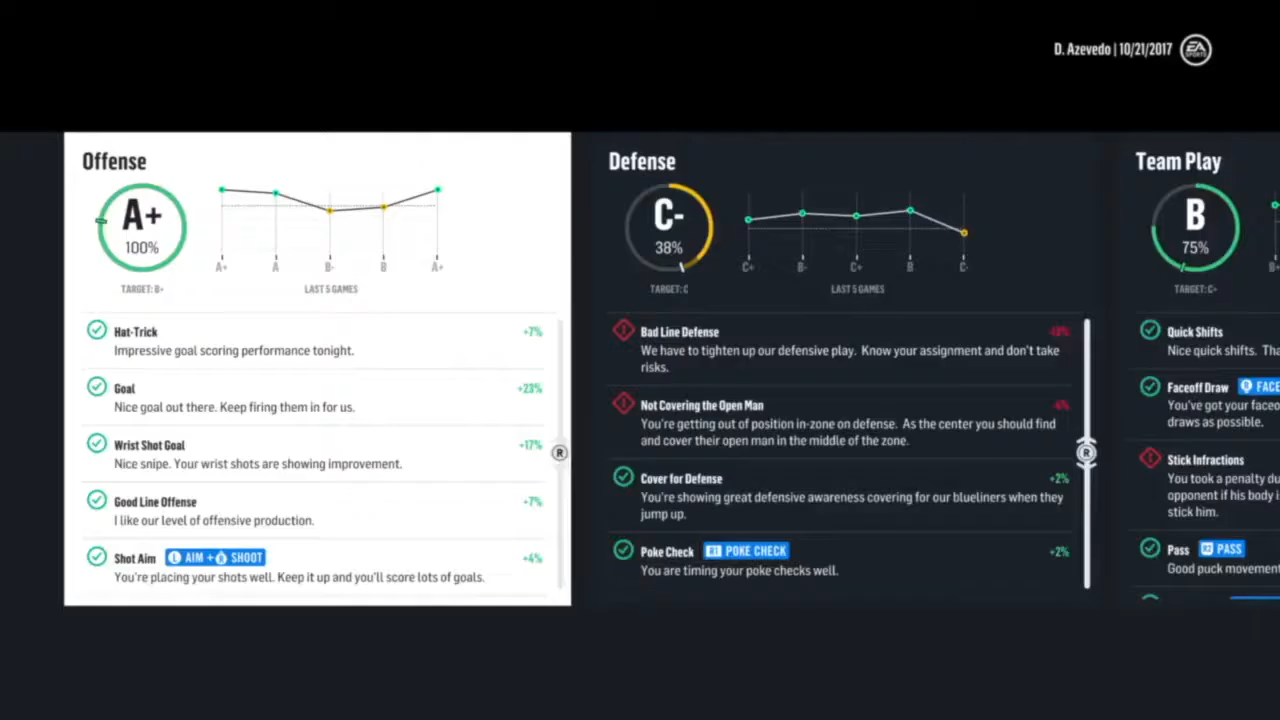 D. Azevedo | 10/21/2017
EA SPORTS
Offense
A+
100%
TARGET: B+
A+ A B- B A+
LAST 5 GAMES
Hat-Trick +7%
Impressive goal scoring performance tonight.
Goal +23%
Nice goal out there. Keep firing them in for us.
Wrist Shot Goal +17%
Nice snipe. Your wrist shots are showing improvement.
Good Line Offense +7%
I like our level of offensive production.
Shot Aim L AIM + R SHOOT +4%
You're placing your shots well. Keep it up and you'll score lots of goals.
R
Defense
C-
38%
TARGET: C
C+ B- C+ B C-
LAST 5 GAMES
Bad Line Defense
We have to tighten up our defensive play. Know your assignment and don't take
risks.
Not Covering the Open Man
You're getting out of position in-zone on defense. As the center you should find
and cover their open man in the middle of the zone.
Cover for Defense +2%
You're showing great defensive awareness covering for our blueliners when they
jump up.
Poke Check R1 POKE CHECK +2%
You are timing your poke checks well.
R
Team Play
B
75%
TARGET: C+
Quick Shifts
Nice quick shifts. Tha
Faceoff Draw R FACE
You've got your faceo
draws as possible.
Stick Infractions
You took a penalty du
opponent if his body i
stick him.
Pass R2 PASS
Good puck movement